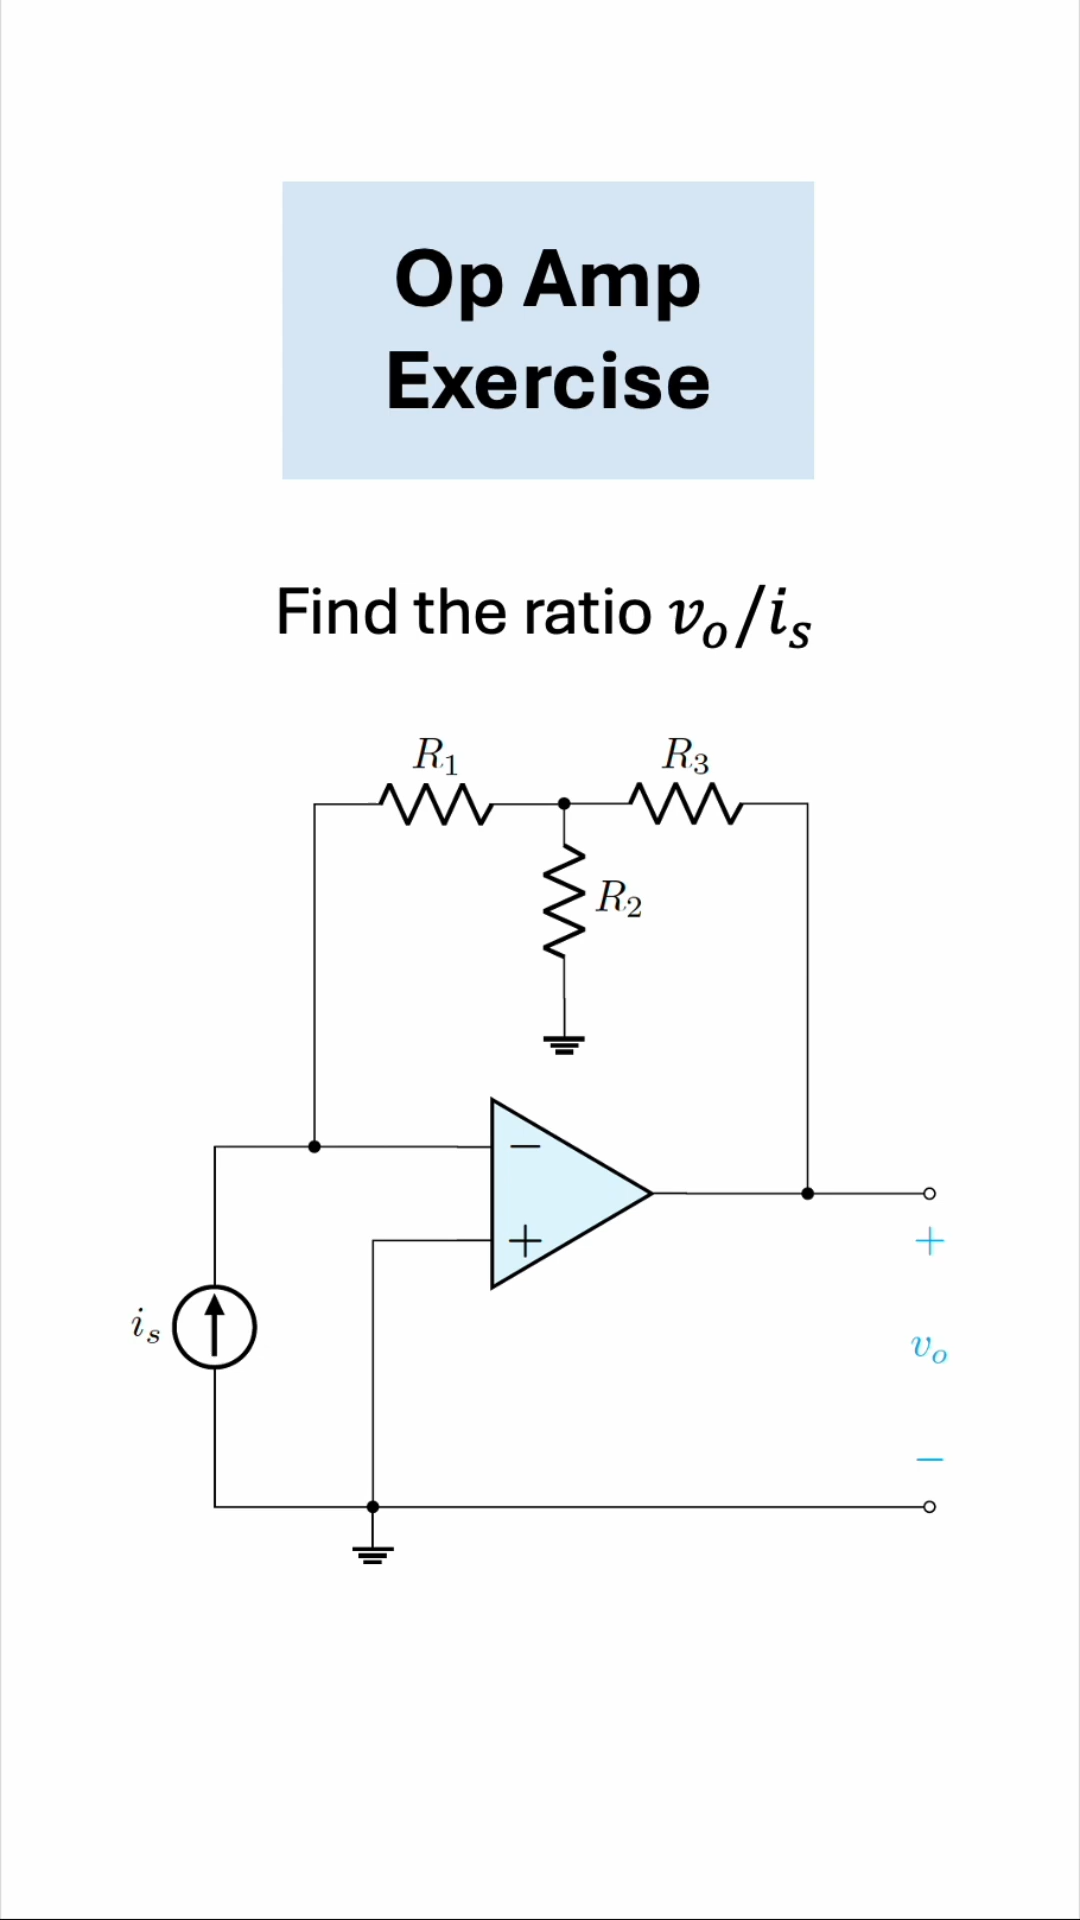 Op Amp
Exercise
Find the ratio v_o/i_s
R_1
R_3
R_2
−
+
+
i_s
v_o
−